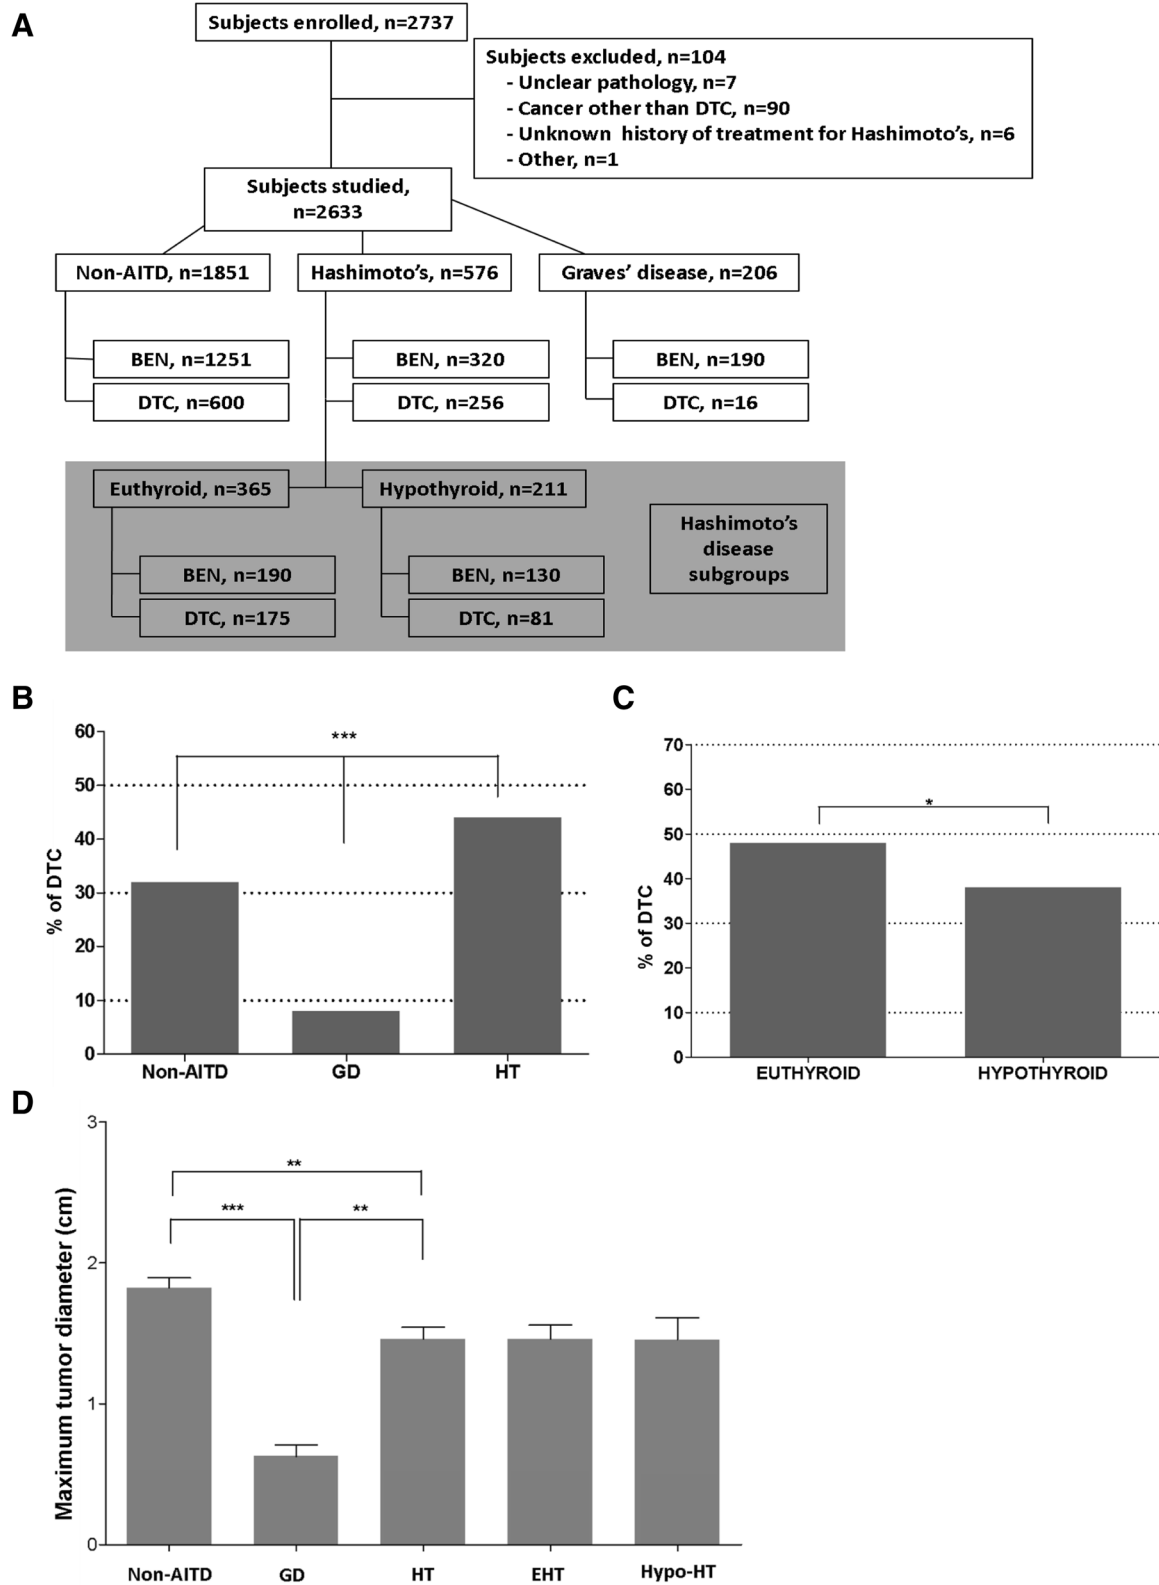 A
Subjects enrolled, n=2737
Subjects excluded, n=104
- Unclear pathology, n=7
- Cancer other than DTC, n=90
- Unknown history of treatment for Hashimoto's, n=6
- Other, n=1
Subjects studied,
n=2633
Non-AITD, n=1851
Hashimoto's, n=576
Graves' disease, n=206
BEN, n=1251
BEN, n=320
BEN, n=190
DTC, n=600
DTC, n=256
DTC, n=16
Euthyroid, n=365
Hypothyroid, n=211
Hashimoto's
disease
subgroups
BEN, n=190
BEN, n=130
DTC, n=175
DTC, n=81
B
% of DTC
60
50
40
30
20
10
0
***
Non-AITD
GD
HT
C
% of DTC
70
60
50
40
30
20
10
0
*
EUTHYROID
HYPOTHYROID
D
Maximum tumor diameter (cm)
3
2
1
0
**
***
**
Non-AITD
GD
HT
EHT
Hypo-HT